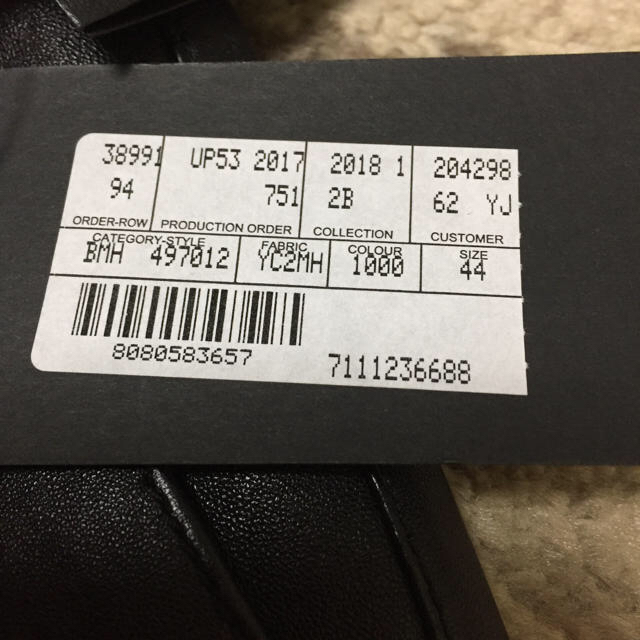 38991 UP53 2017 2018 1 204298
94 751 2B 62 YJ
ORDER-ROW PRODUCTION ORDER COLLECTION CUSTOMER
CATEGORY-STYLE FABRIC COLOUR SIZE
BMH 497012 YC2MH 1000 44
8080583657 7111236688